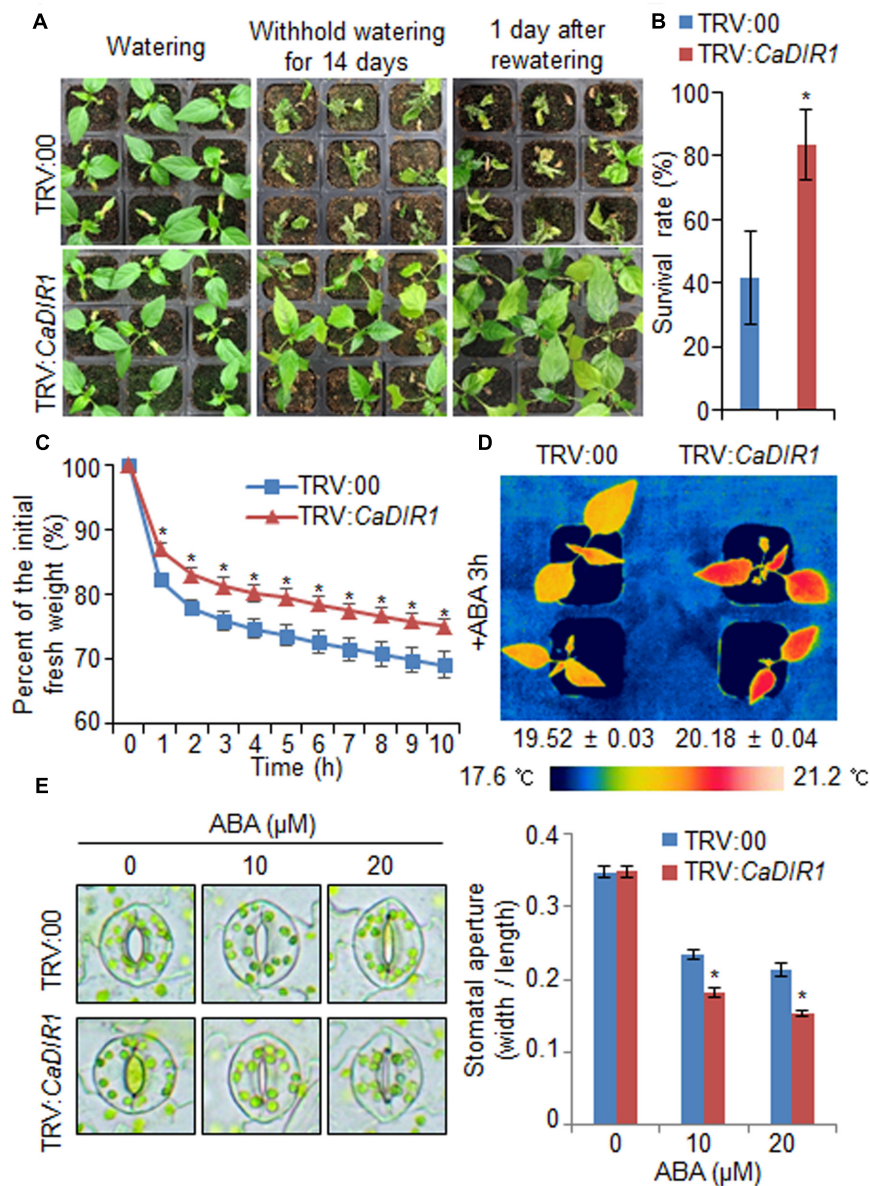 A
Watering
Withhold watering
for 14 days
1 day after
rewatering
TRV:00
TRV:CaDIR1
B
TRV:00
TRV:CaDIR1
Survival rate (%)
100
80
60
40
20
0
*
C
Percent of the initial
fresh weight (%)
100
90
80
70
60
TRV:00
TRV:CaDIR1
* * * * * * * * * *
0 1 2 3 4 5 6 7 8 9 10
Time (h)
D
TRV:00 TRV:CaDIR1
+ABA 3h
19.52 ± 0.03 20.18 ± 0.04
17.6 ℃ 21.2 ℃
E
ABA (µM)
0 10 20
TRV:00
TRV:CaDIR1
Stomatal aperture
(width / length)
0.4
0.3
0.2
0.1
0
TRV:00
TRV:CaDIR1
* *
0 10 20
ABA (µM)